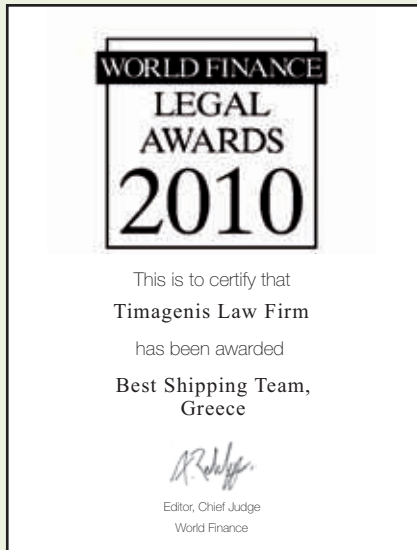 WORLD FINANCE
LEGAL
AWARDS
2010
This is to certify that
Timagenis Law Firm
has been awarded
Best Shipping Team,
Greece
Editor, Chief Judge
World Finance